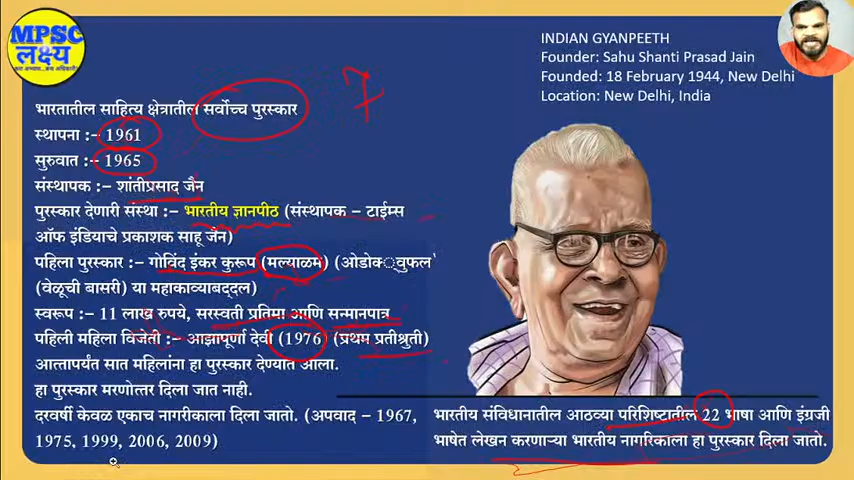 MPSC
लक्ष्य
INDIAN GYANPEETH
Founder: Sahu Shanti Prasad Jain
Founded: 18 February 1944, New Delhi
Location: New Delhi, India
7
भारतातील साहित्य क्षेत्रातील सर्वोच्च पुरस्कार
स्थापना :- 1961
सुरुवात :- 1965
संस्थापक :- शांतीप्रसाद जैन
पुरस्कार देणारी संस्था :- भारतीय ज्ञानपीठ (संस्थापक – टाईम्स
ऑफ इंडियाचे प्रकाशक साहू जैन)
पहिला पुरस्कार :- गोविंद इंकर कुरूप (मल्याळम) (ओडोक्वुफल
(वेळूची बासरी) या महाकाव्याबद्दल)
स्वरूप :- 11 लाख रुपये, सरस्वती प्रतिमा आणि सन्मानपात्र
पहिली महिला विजेती :- आशापूर्णा देवी (1976) (प्रथम प्रतीश्रुती)
आत्तापर्यंत सात महिलांना हा पुरस्कार देण्यात आला.
हा पुरस्कार मरणोत्तर दिला जात नाही.
दरवर्षी केवळ एकाच नागरीकाला दिला जातो. (अपवाद – 1967,
1975, 1999, 2006, 2009)
भारतीय संविधानातील आठव्या परिशिष्टातील 22 भाषा आणि इंग्रजी
भाषेत लेखन करणाऱ्या भारतीय नागरिकाला हा पुरस्कार दिला जातो.